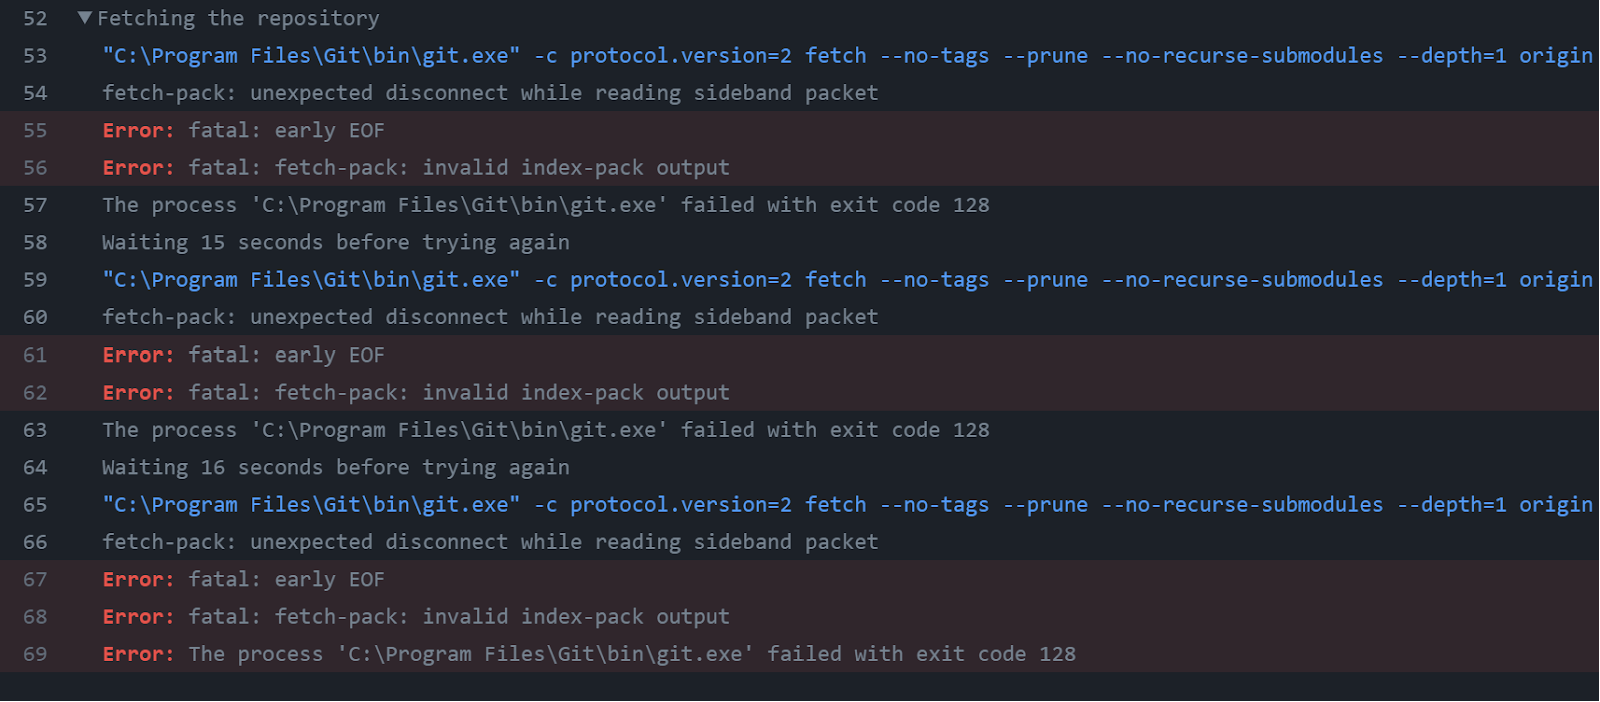 52 ▼Fetching the repository
53 "C:\Program Files\Git\bin\git.exe" -c protocol.version=2 fetch --no-tags --prune --no-recurse-submodules --depth=1 origin
54 fetch-pack: unexpected disconnect while reading sideband packet
55 Error: fatal: early EOF
56 Error: fatal: fetch-pack: invalid index-pack output
57 The process 'C:\Program Files\Git\bin\git.exe' failed with exit code 128
58 Waiting 15 seconds before trying again
59 "C:\Program Files\Git\bin\git.exe" -c protocol.version=2 fetch --no-tags --prune --no-recurse-submodules --depth=1 origin
60 fetch-pack: unexpected disconnect while reading sideband packet
61 Error: fatal: early EOF
62 Error: fatal: fetch-pack: invalid index-pack output
63 The process 'C:\Program Files\Git\bin\git.exe' failed with exit code 128
64 Waiting 16 seconds before trying again
65 "C:\Program Files\Git\bin\git.exe" -c protocol.version=2 fetch --no-tags --prune --no-recurse-submodules --depth=1 origin
66 fetch-pack: unexpected disconnect while reading sideband packet
67 Error: fatal: early EOF
68 Error: fatal: fetch-pack: invalid index-pack output
69 Error: The process 'C:\Program Files\Git\bin\git.exe' failed with exit code 128